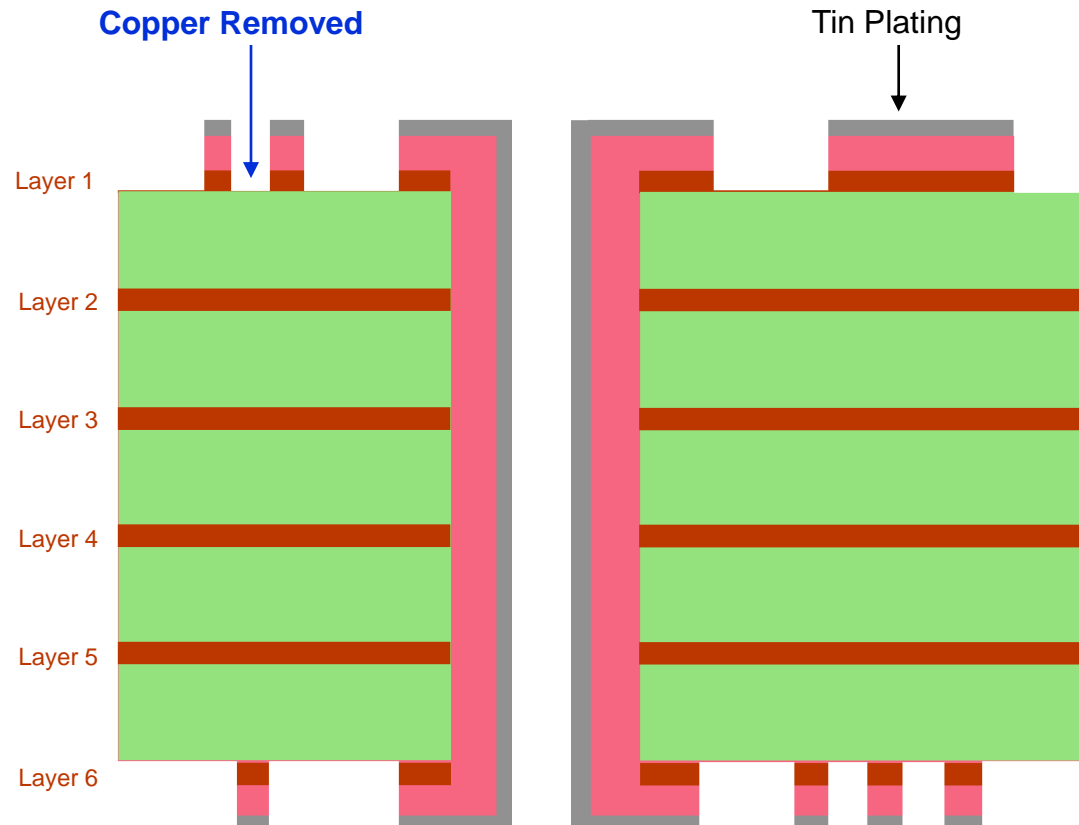 Copper Removed
Tin Plating
Layer 1
Layer 2
Layer 3
Layer 4
Layer 5
Layer 6